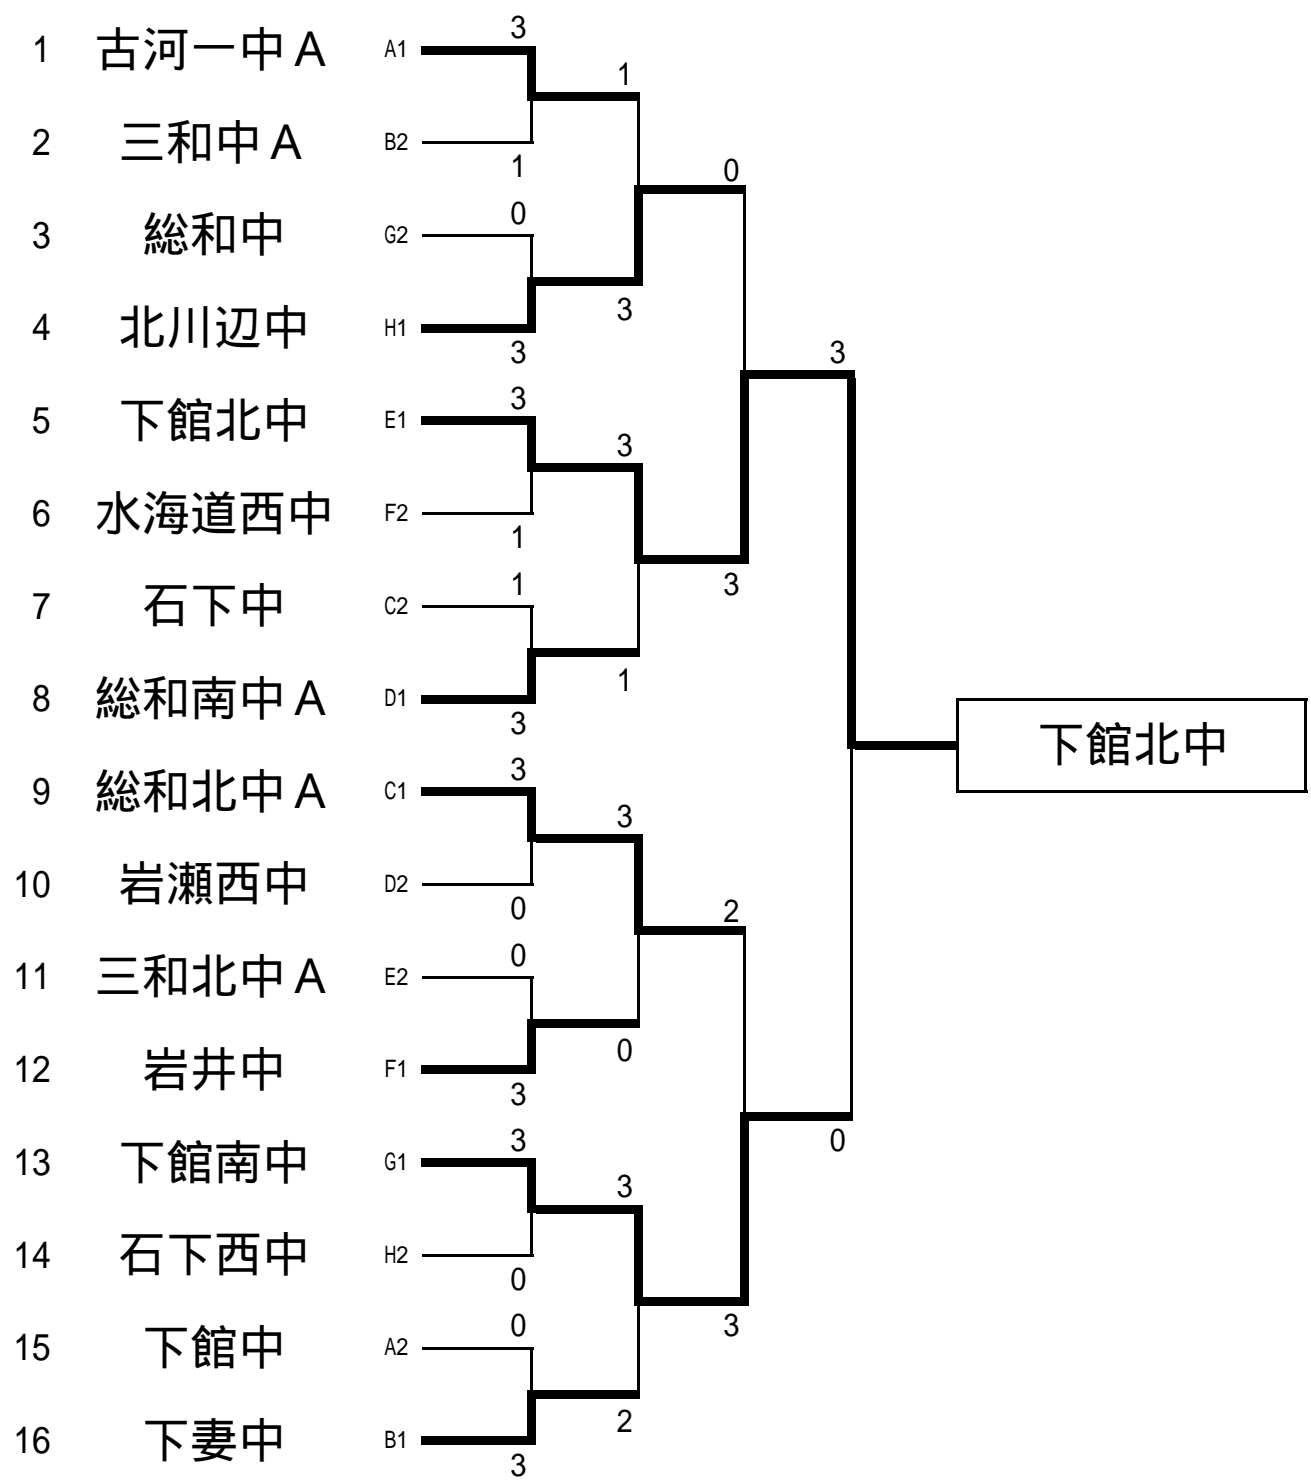 3
1 古河一中A A1
1
2 三和中A B2
1
0
0
3 総和中 G2
3
4 北川辺中 H1
3
3
3
5 下館北中 E1
3
6 水海道西中 F2
1
1
3
7 石下中 C2
1
8 総和南中A D1
3
下館北中
3
9 総和北中A C1
3
10 岩瀬西中 D2
0
2
0
11 三和北中A E2
0
12 岩井中 F1
3
3
0
13 下館南中 G1
3
14 石下西中 H2
0
0
3
15 下館中 A2
2
16 下妻中 B1
3